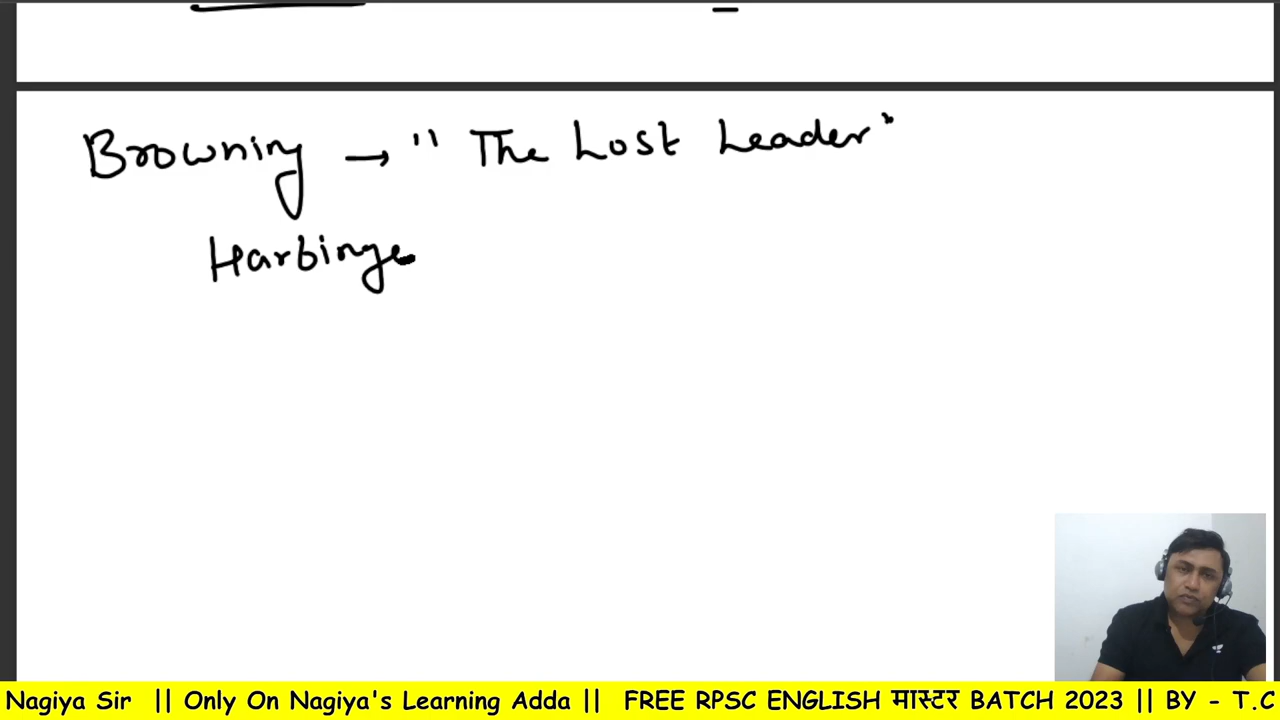 Browning → "The Lost Leader"
Harbinge
Nagiya Sir || Only On Nagiya's Learning Adda || FREE RPSC ENGLISH मास्टर BATCH 2023 || BY - T.C